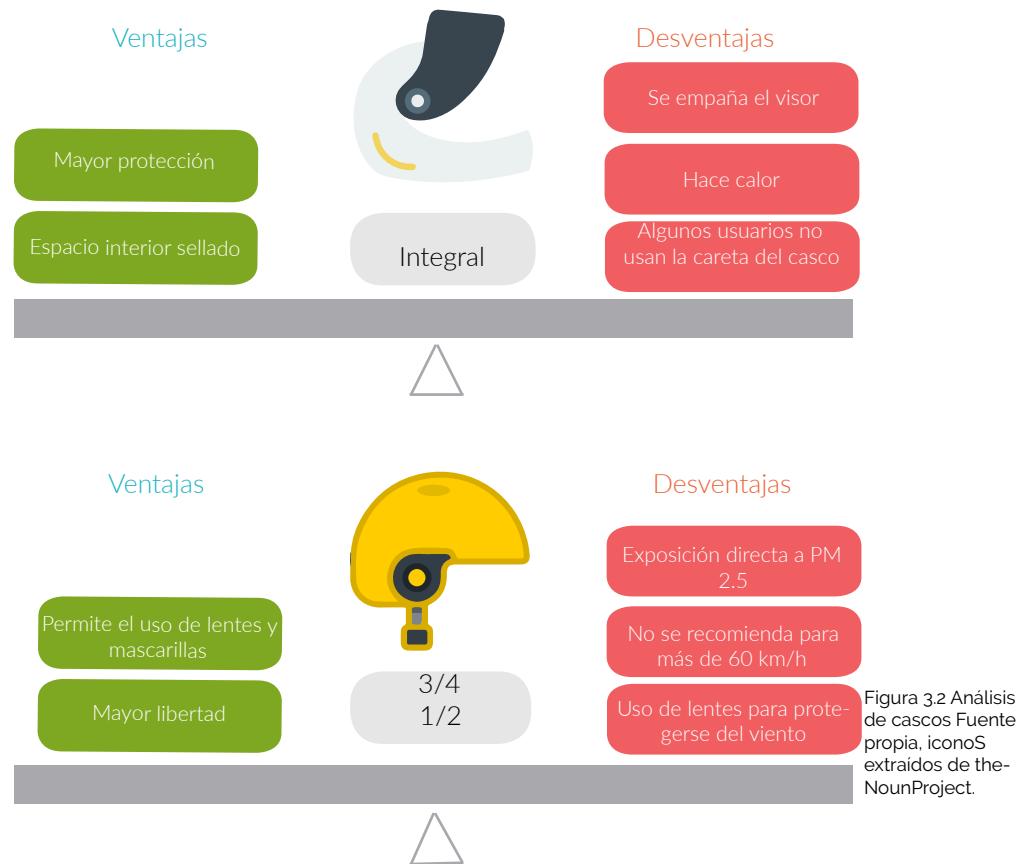 Ventajas
Desventajas
Se empaña el visor
Mayor protección
Hace calor
Espacio interior sellado
Integral
Algunos usuarios no
usan la careta del casco
Ventajas
Desventajas
Exposición directa a PM
2.5
Permite el uso de lentes y
mascarillas
No se recomienda para
más de 60 km/h
Mayor libertad
3/4
1/2
Uso de lentes para prote-
gerse del viento
Figura 3.2 Análisis
de cascos Fuente
propia, iconoS
extraídos de the-
NounProject.